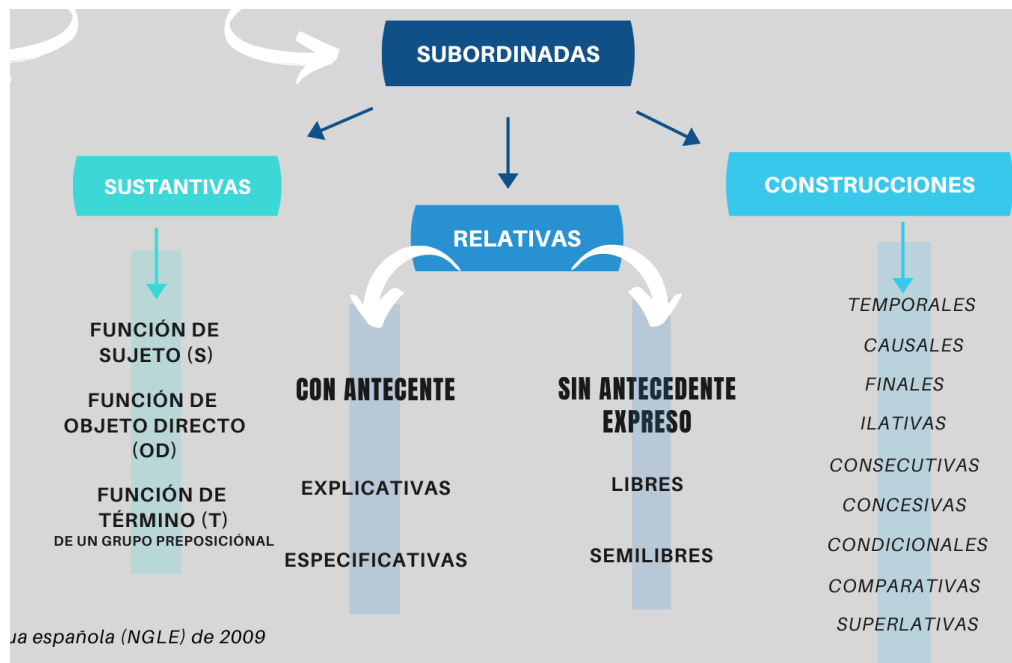 SUBORDINADAS
SUSTANTIVAS
FUNCIÓN DE
SUJETO (S)
FUNCIÓN DE
OBJETO DIRECTO
(OD)
FUNCIÓN DE
TÉRMINO (T)
DE UN GRUPO PREPOSICIÓNAL
RELATIVAS
CON ANTECENTE
EXPLICATIVAS
ESPECIFICATIVAS
SIN ANTECEDENTE
EXPRESO
LIBRES
SEMILIBRES
CONSTRUCCIONES
TEMPORALES
CAUSALES
FINALES
ILATIVAS
CONSECUTIVAS
CONCESIVAS
CONDICIONALES
COMPARATIVAS
SUPERLATIVAS
española (NGLE) de 2009